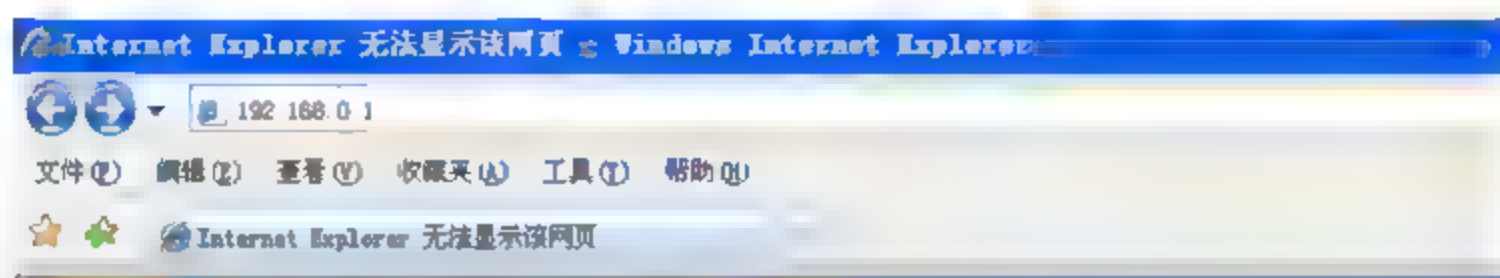 Internet Explorer 无法显示该网页 - Windows Internet Explorer
192.168.0.1
文件(F) 编辑(E) 查看(V) 收藏夹(A) 工具(T) 帮助(H)
Internet Explorer 无法显示该网页